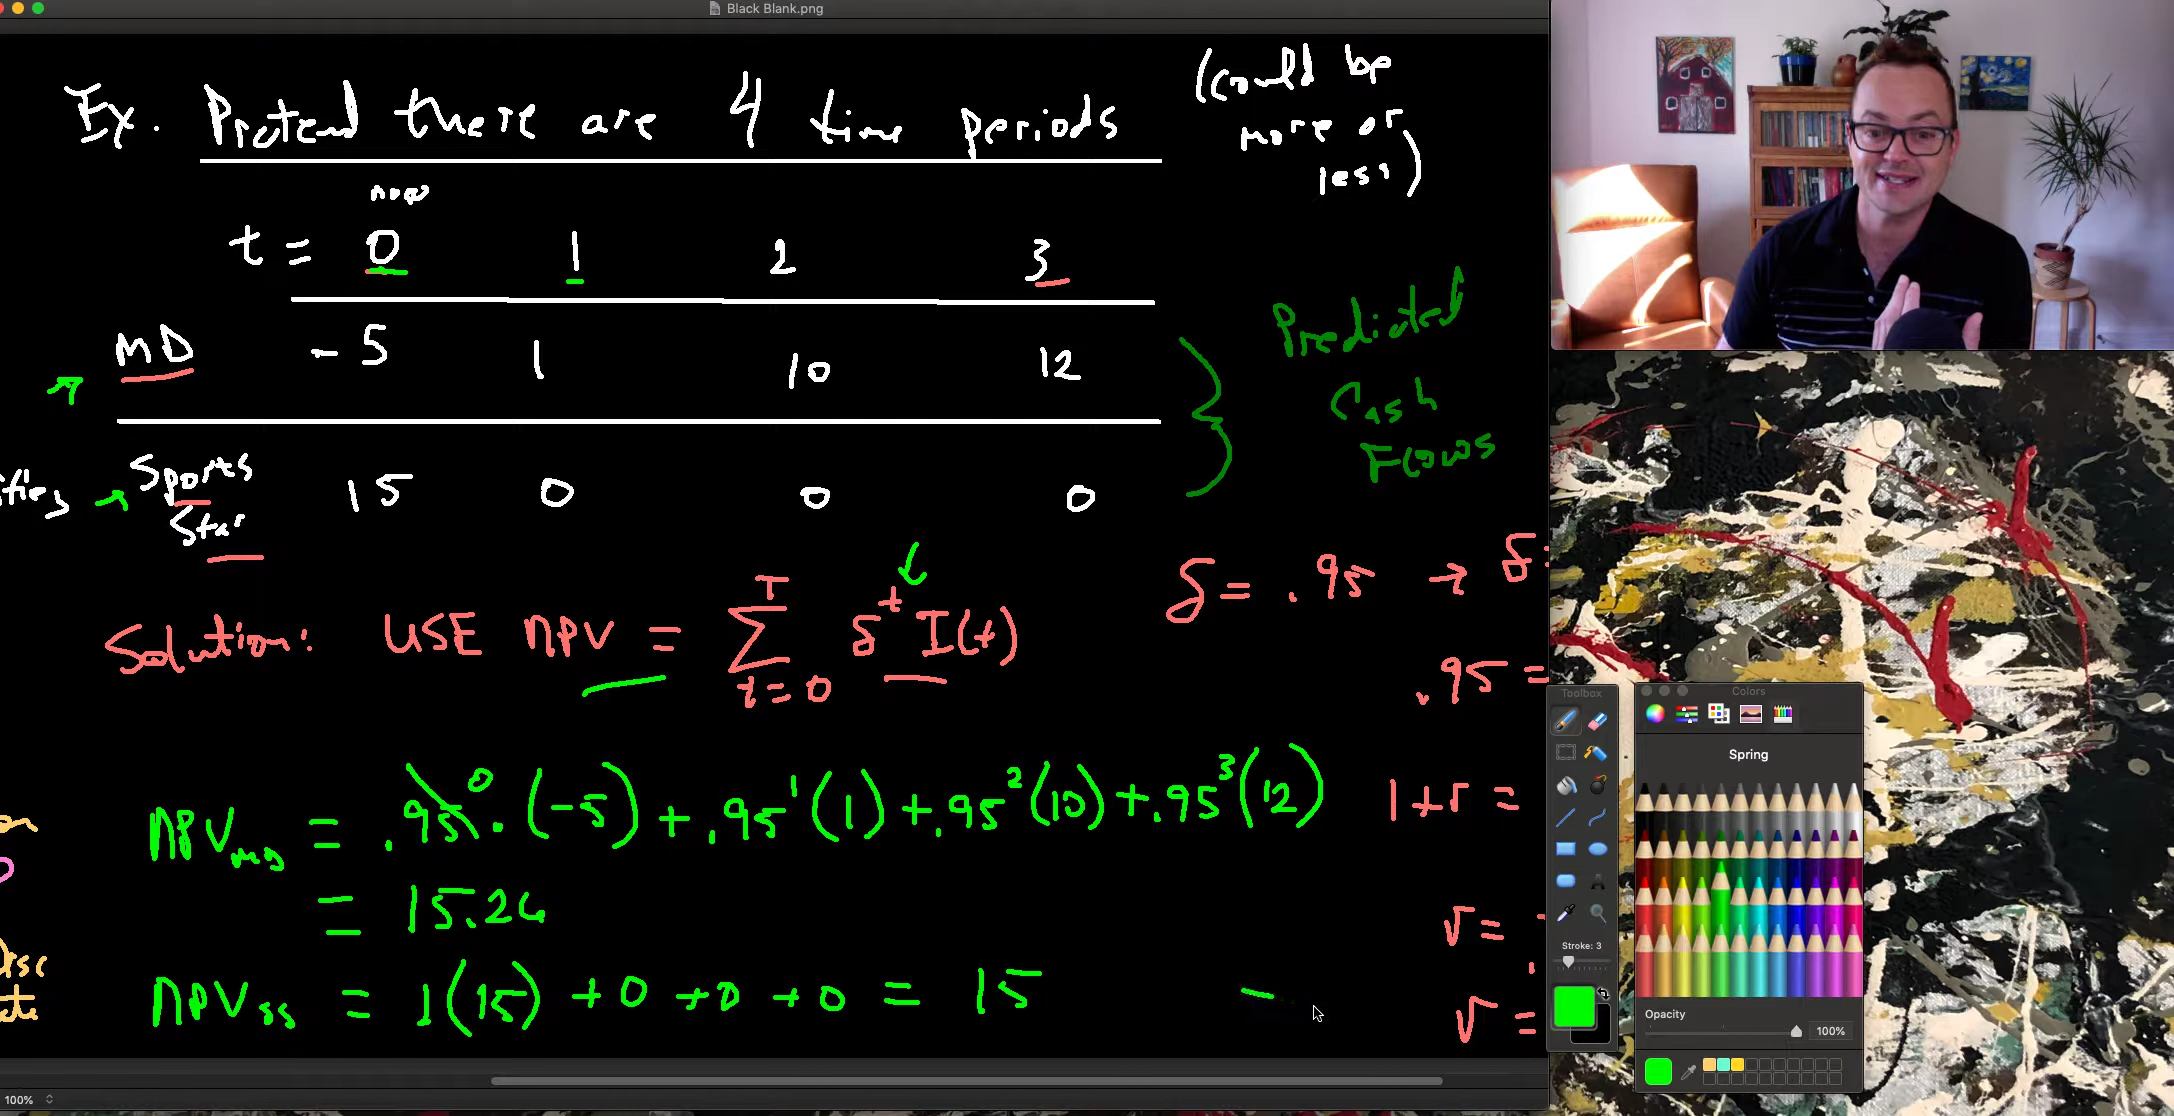 Black Blank.png
Ex. Pretend there are 4 time periods
(could be
more or
less)
now
t = 0 1 2 3
MD -5 1 10 12
Predicted
Cash
Flows
Sports
Star 15 0 0 0
δ = .95 → δ
Solution: USE NPV = T Σ t=0 δ^t I(t)
.95 =
NPV_MD = .95^0 · (-5) + .95^1 (1) + .95^2 (10) + .95^3 (12)
1+r =
= 15.24
r =
NPV_SS = 1(15) + 0 + 0 + 0 = 15
r =
Toolbox
Stroke: 3
Colors
Spring
Opacity
100%
100%